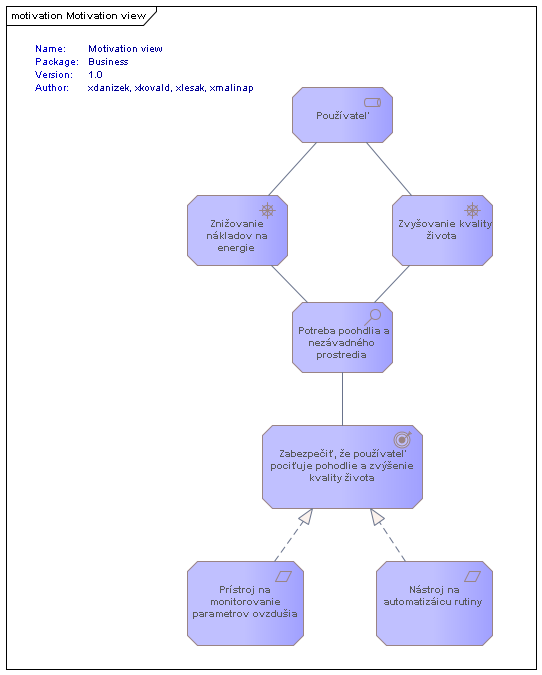 motivation Motivation view
Name: Motivation view
Package: Business
Version: 1.0
Author: xdanizek, xkovald, xlesak, xmalinap
Používateľ
Znižovanie
nákladov na
energie
Zvyšovanie kvality
života
Potreba poohdlia a
nezávadného
prostredia
Zabezpečiť, že používateľ
pociťuje pohodlie a zvýšenie
kvality života
Prístroj na
monitorovanie
parametrov ovzdušia
Nástroj na
automatizáicu rutiny